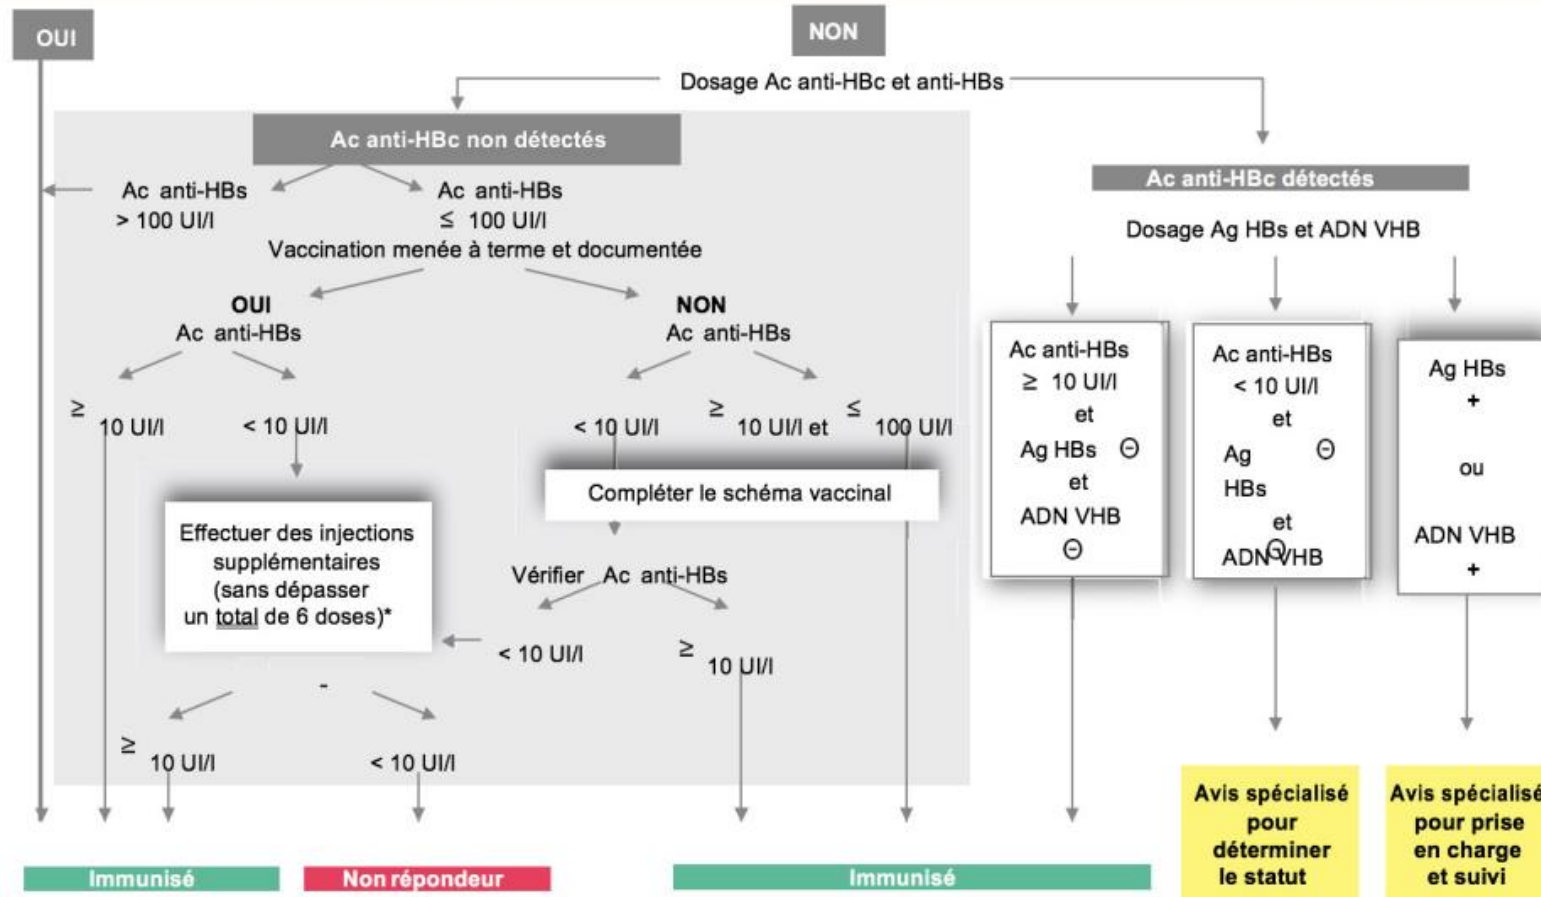 OUI
NON
Dosage Ac anti-HBc et anti-HBs
Ac anti-HBc non détectés
Ac anti-HBs
> 100 UI/l
Ac anti-HBs
≤ 100 UI/l
Vaccination menée à terme et documentée
OUI
Ac anti-HBs
NON
Ac anti-HBs
≥ 10 UI/l
< 10 UI/l
< 10 UI/l
≥ 10 UI/l et
≤ 100 UI/l
Effectuer des injections
supplémentaires
(sans dépasser
un total de 6 doses)*
Compléter le schéma vaccinal
Vérifier Ac anti-HBs
< 10 UI/l
≥ 10 UI/l
-
≥ 10 UI/l
< 10 UI/l
Ac anti-HBc détectés
Dosage Ag HBs et ADN VHB
Ac anti-HBs
≥ 10 UI/l
et
Ag HBs ⊖
et
ADN VHB
⊖
Ac anti-HBs
< 10 UI/l
et
Ag ⊖
HBs
et
ADN VHB
⊖
Ag HBs
+
ou
ADN VHB
+
Immunisé
Non répondeur
Immunisé
Avis spécialisé
pour
déterminer
le statut
Avis spécialisé
pour prise
en charge
et suivi